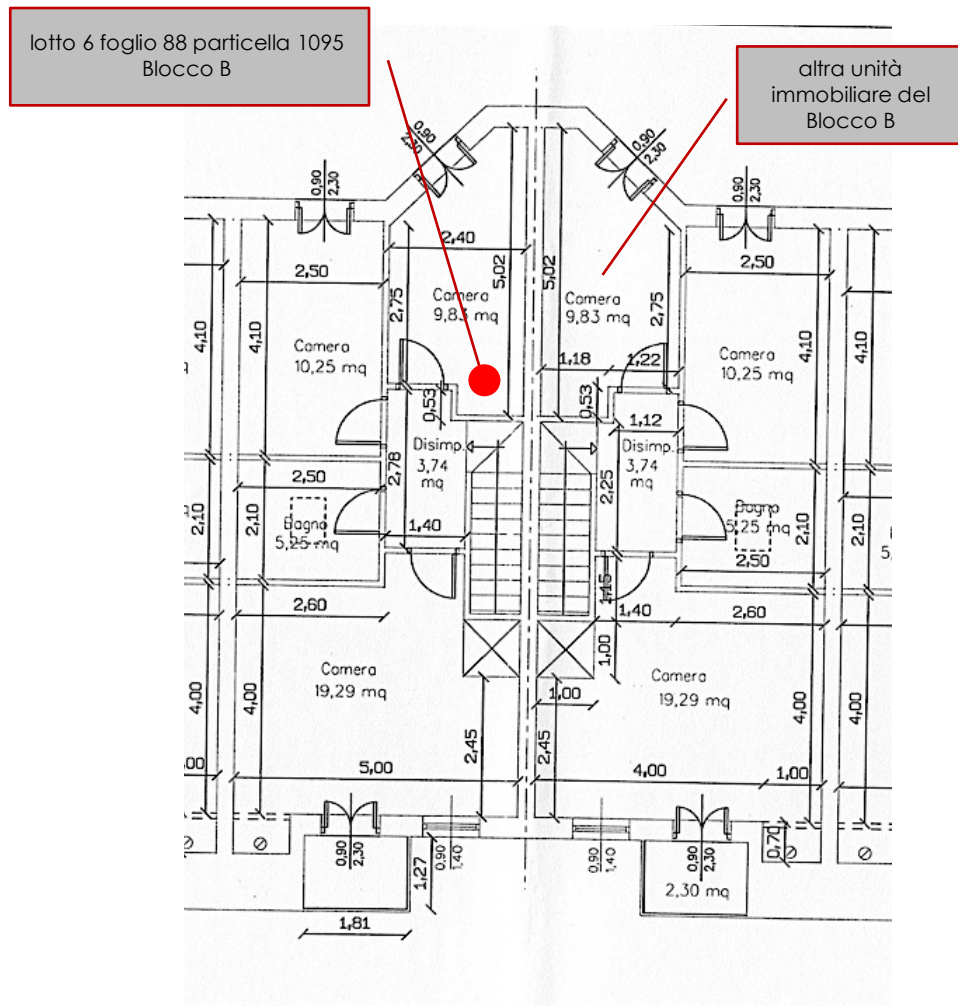 lotto 6 foglio 88 particella 1095
Blocco B
altra unità
immobiliare del
Blocco B
0,90
2,30
0,90
2,30
0,90
2,30
0,90
2,30
2,40
2,50
2,50
5,02
5,02
2,75
2,75
Camera
9,83 mq
Camera
9,83 mq
4,10
4,10
4,10
4,10
Camera
10,25 mq
Camera
10,25 mq
1,18
1,22
0,53
0,53
1,12
Disimp.
3,74
mq
Disimp.
3,74
mq
2,78
2,25
2,50
2,10
2,10
Bagno
5,25 mq
Bagno
5,25 mq
2,10
2,10
1,40
2,50
1,15
2,60
1,40
2,60
1,00
Camera
19,29 mq
Camera
19,29 mq
4,00
4,00
1,00
4,00
4,00
2,45
2,45
5,00
4,00
1,00
0,90
2,30
0,90
1,40
0,90
1,40
0,90
2,30
0,70
1,27
2,30 mq
1,81